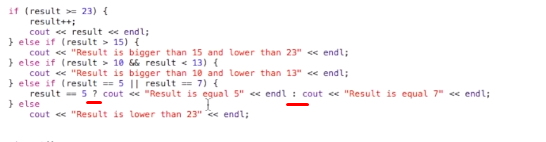 if (result >= 23) {
result++;
cout << result << endl;
} else if (result > 15) {
cout << "Result is bigger than 15 and lower than 23" << endl;
} else if (result > 10 && result < 13) {
cout << "Result is bigger than 10 and lower than 13" << endl;
} else if (result == 5 || result == 7) {
result == 5 ? cout << "Result is equal 5" << endl : cout << "Result is equal 7" << endl;
} else
cout << "Result is lower than 23" << endl;